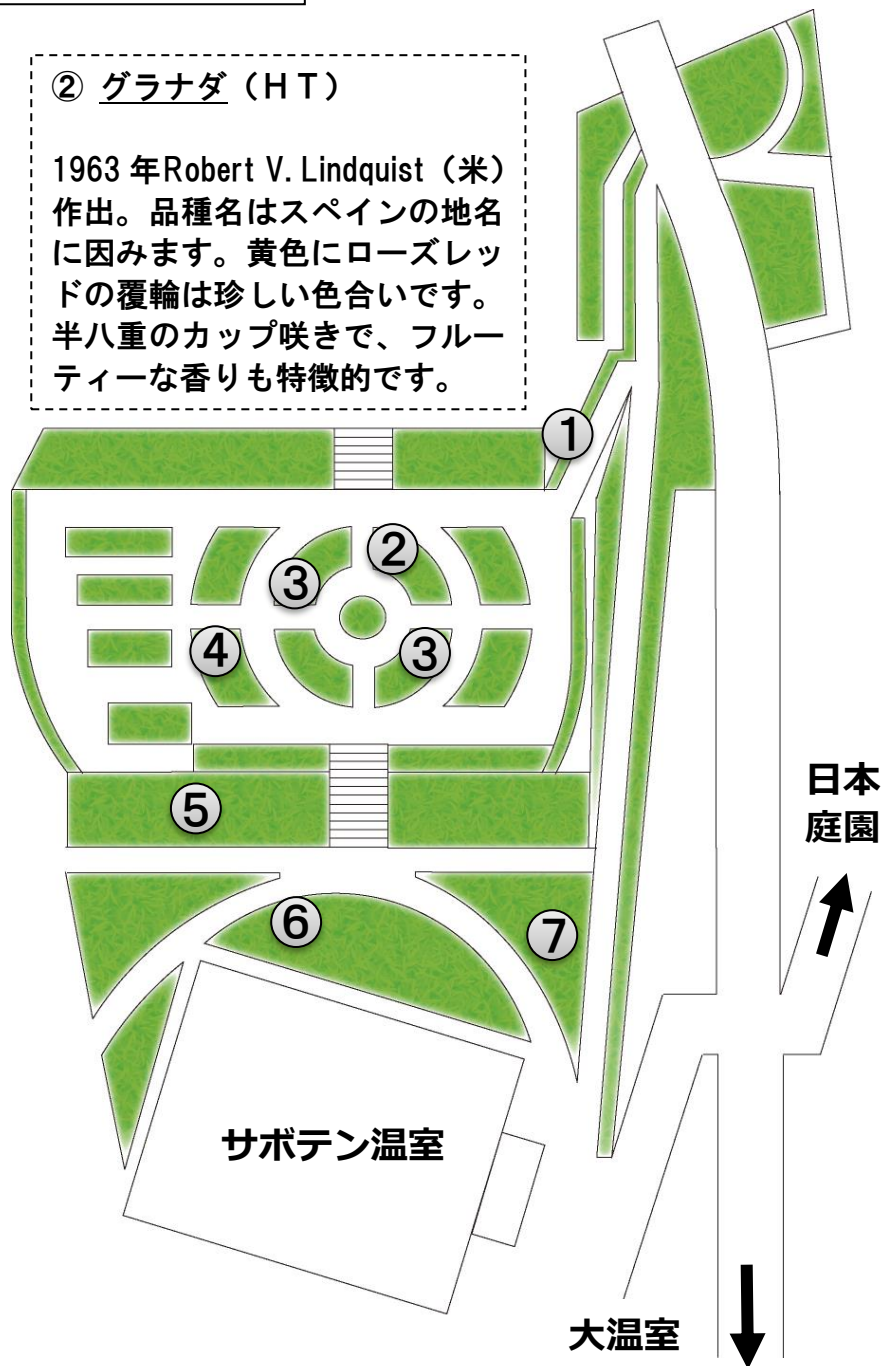 ② グラナダ（ＨＴ）
1963 年Robert V. Lindquist（米）
作出。品種名はスペインの地名
に因みます。黄色にローズレッ
ドの覆輪は珍しい色合いです。
半八重のカップ咲きで、フルー
ティーな香りも特徴的です。
①
②
③
④
③
⑤
⑥
⑦
日本
庭園
サボテン温室
大温室